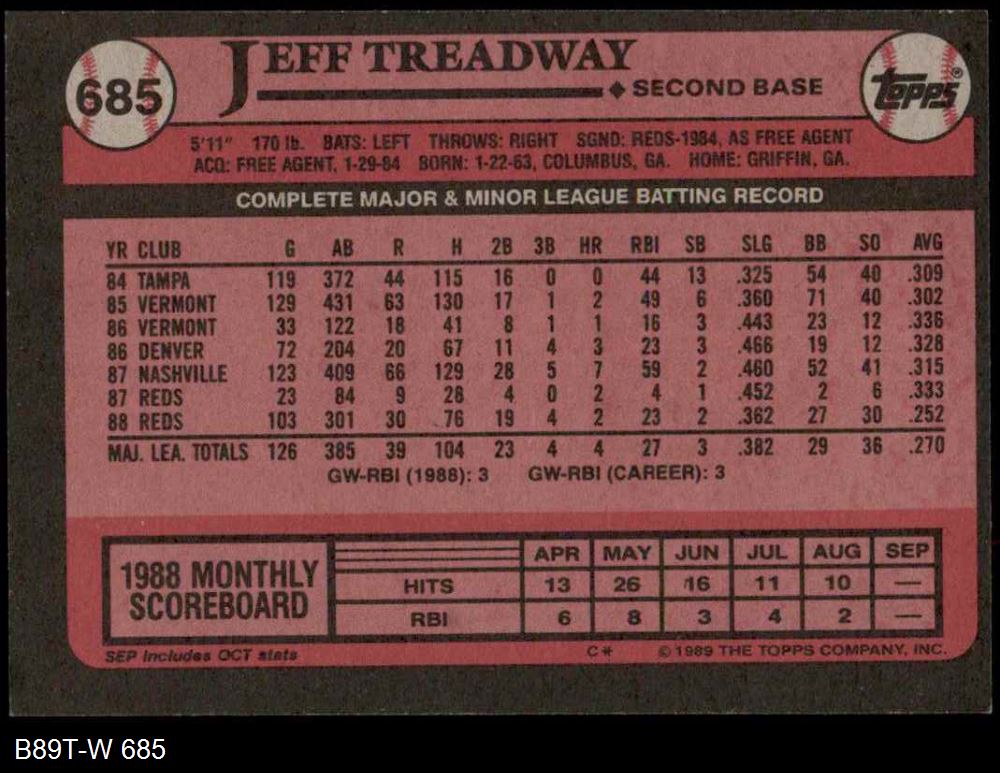 685
JEFF TREADWAY
SECOND BASE
TOPPS®
5'11" 170 lb. BATS: LEFT THROWS: RIGHT SGND: REDS-1984, AS FREE AGENT
ACQ: FREE AGENT, 1-29-84 BORN: 1-22-63, COLUMBUS, GA. HOME: GRIFFIN, GA.
COMPLETE MAJOR & MINOR LEAGUE BATTING RECORD
YR CLUB G AB R H 2B 3B HR RBI SB SLG BB SO AVG
84 TAMPA 119 372 44 115 16 0 0 44 13 .325 54 40 .309
85 VERMONT 129 431 63 130 17 1 2 49 6 .360 71 40 .302
86 VERMONT 33 122 18 41 8 1 1 16 3 .443 23 12 .336
86 DENVER 72 204 20 67 11 4 3 23 3 .466 19 12 .328
87 NASHVILLE 123 409 66 129 28 5 7 59 2 .460 52 41 .315
87 REDS 23 84 9 28 4 0 2 4 1 .452 2 6 .333
88 REDS 103 301 30 76 19 4 2 23 2 .362 27 30 .252
MAJ. LEA. TOTALS 126 385 39 104 23 4 4 27 3 .382 29 36 .270
GW-RBI (1988): 3 GW-RBI (CAREER): 3
1988 MONTHLY
SCOREBOARD
APR MAY JUN JUL AUG SEP
HITS 13 26 16 11 10 —
RBI 6 8 3 4 2 —
SEP Includes OCT stats C* © 1989 THE TOPPS COMPANY, INC.
B89T-W 685